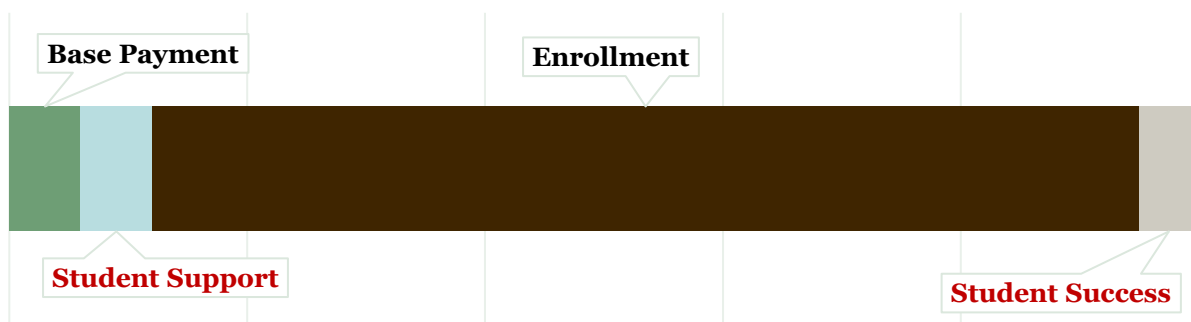 Base Payment
Enrollment
Student Support
Student Success